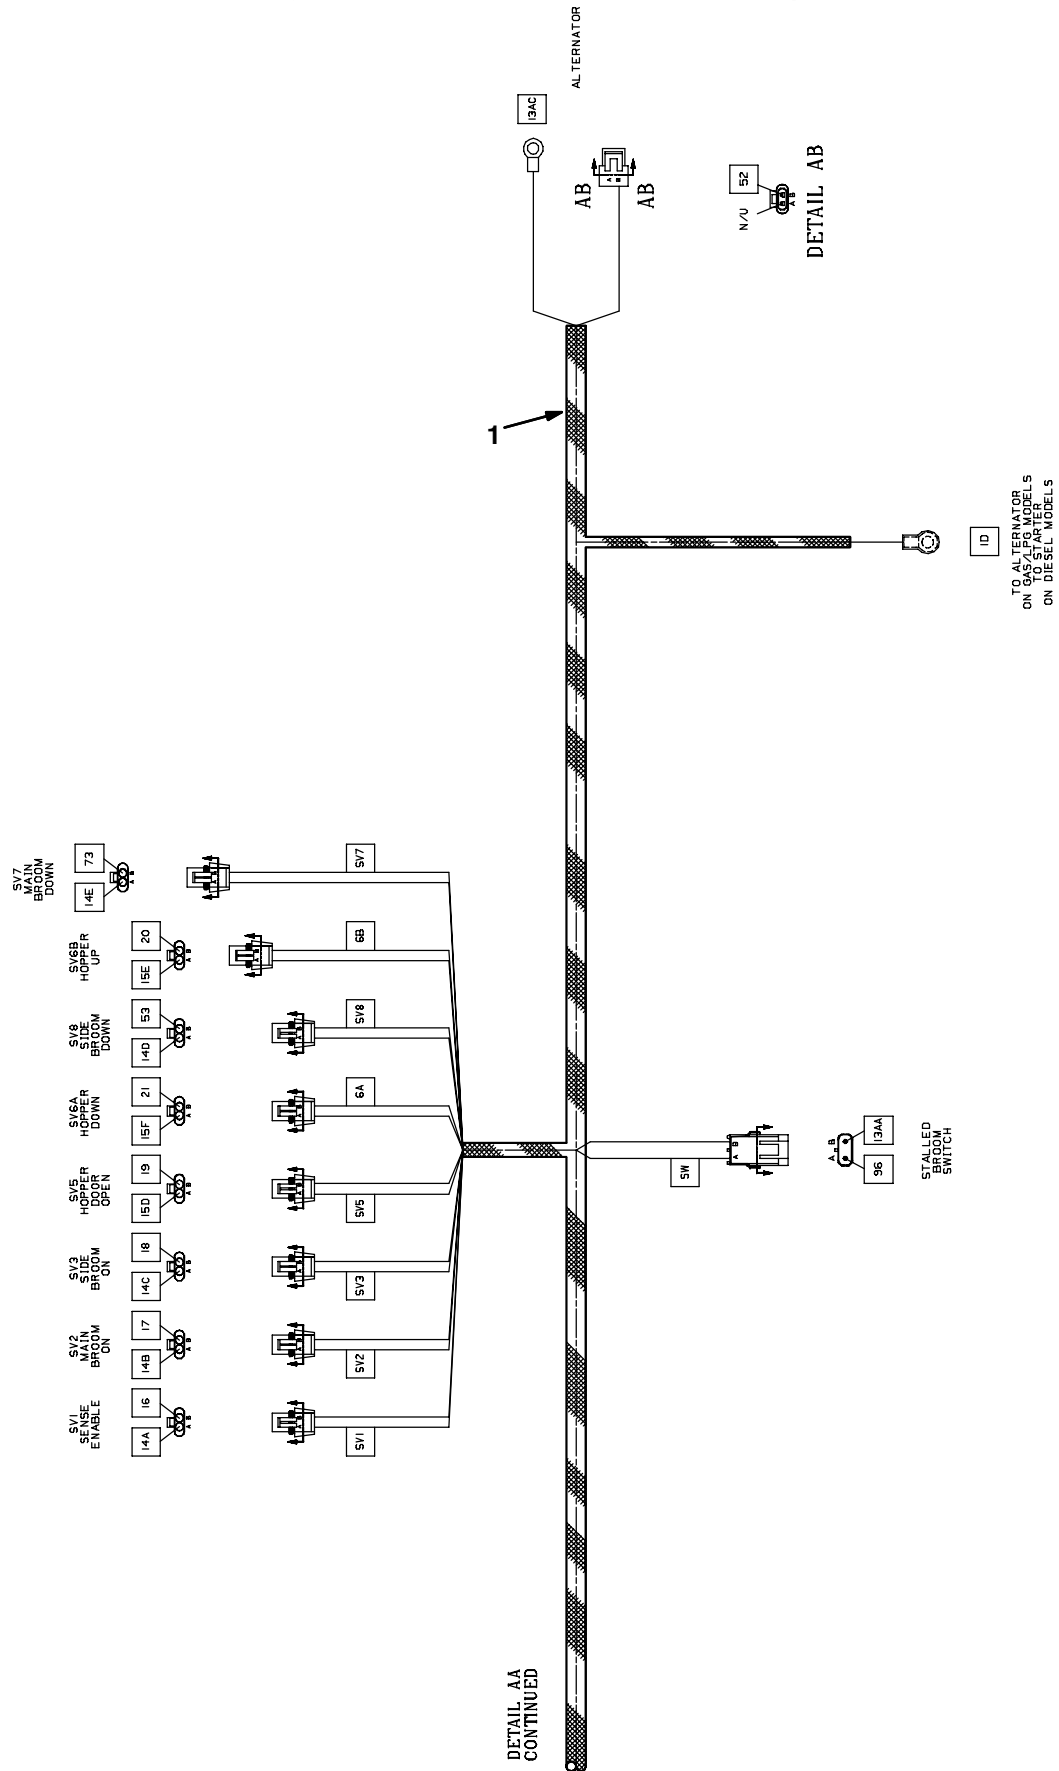 SV1
SENSE
ENABLE
14A
16
SV1
SV2
MAIN
BROOM
ON
14B
17
SV2
SV3
SIDE
BROOM
ON
14C
18
SV3
SV5
HOPPER
DOOR
OPEN
15D
19
SV5
SV6A
HOPPER
DOWN
15F
21
6A
SV8
SIDE
BROOM
DOWN
14D
53
SV8
SV6B
HOPPER
UP
15E
20
6B
SV7
MAIN
BROOM
DOWN
14E
73
SV7
DETAIL AA
CONTINUED
1
13AC
ALTERNATOR
A B
AB
AB
N/U
52
A B
DETAIL AB
SW
A B
A B
96
13AA
STALLED
BROOM
SWITCH
1D
TO ALTERNATOR
ON GAS/LPG MODELS
TO STARTER
ON DIESEL MODELS